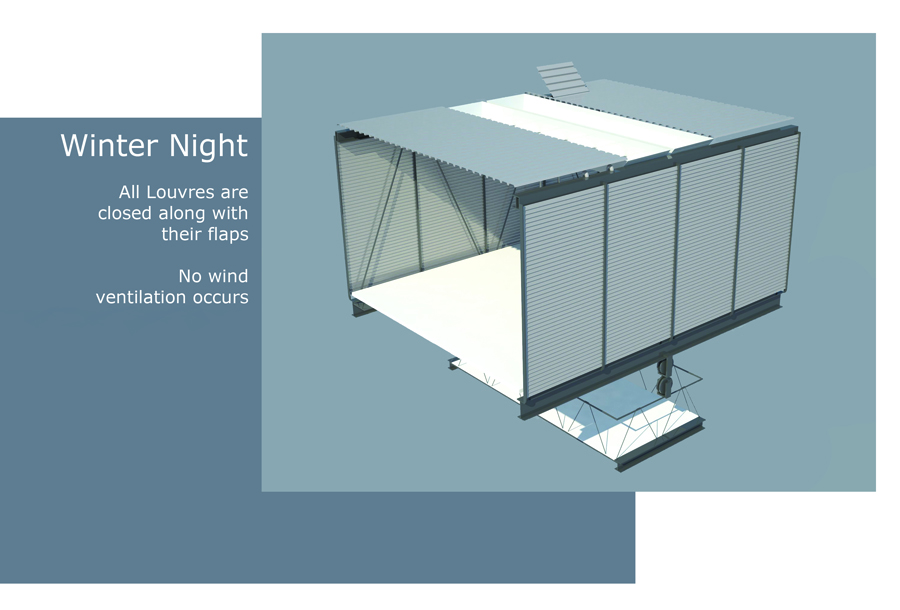 Winter Night
All Louvres are
closed along with
their flaps
No wind
ventilation occurs